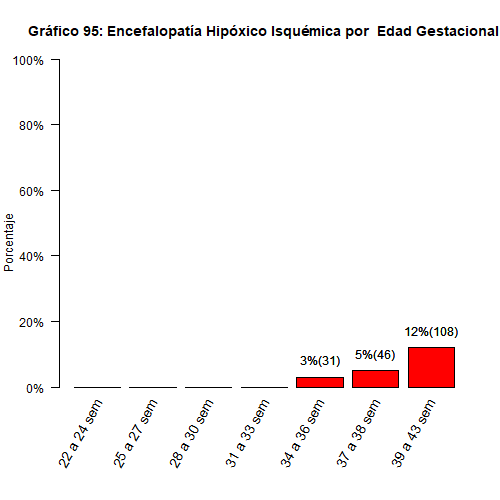 Gráfico 95: Encefalopatía Hipóxico Isquémica por  Edad Gestacional
100%
80%
60%
40%
20%
0%
Porcentaje
3%(31)
5%(46)
12%(108)
22 a 24 sem
25 a 27 sem
28 a 30 sem
31 a 33 sem
34 a 36 sem
37 a 38 sem
39 a 43 sem